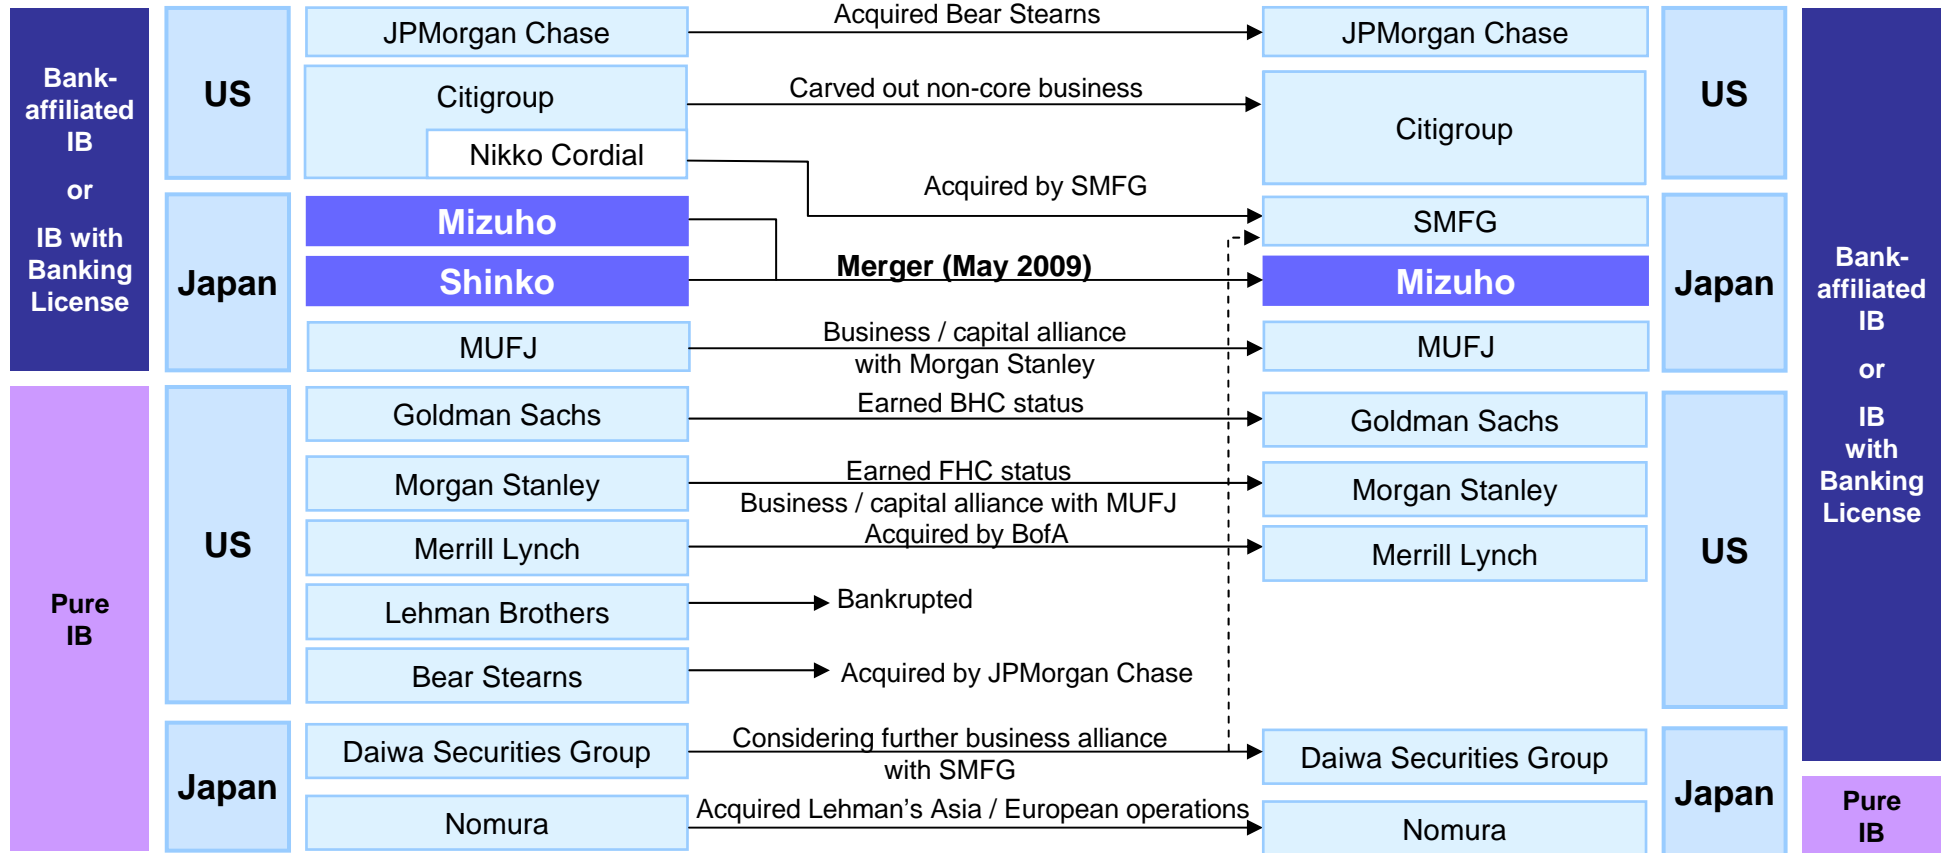 Bank-
affiliated
IB
or
IB with
Banking
License
Pure
IB
US
Japan
US
Japan
JPMorgan Chase
Citigroup
Nikko Cordial
Mizuho
Shinko
MUFJ
Goldman Sachs
Morgan Stanley
Merrill Lynch
Lehman Brothers
Bear Stearns
Daiwa Securities Group
Nomura
Acquired Bear Stearns
Carved out non-core business
Acquired by SMFG
Merger (May 2009)
Business / capital alliance
with Morgan Stanley
Earned BHC status
Earned FHC status
Business / capital alliance with MUFJ
Acquired by BofA
Bankrupted
Acquired by JPMorgan Chase
Considering further business alliance
with SMFG
Acquired Lehman’s Asia / European operations
JPMorgan Chase
Citigroup
SMFG
Mizuho
MUFJ
Goldman Sachs
Morgan Stanley
Merrill Lynch
Daiwa Securities Group
Nomura
US
Japan
US
Japan
Bank-
affiliated
IB
or
IB
with
Banking
License
Pure
IB